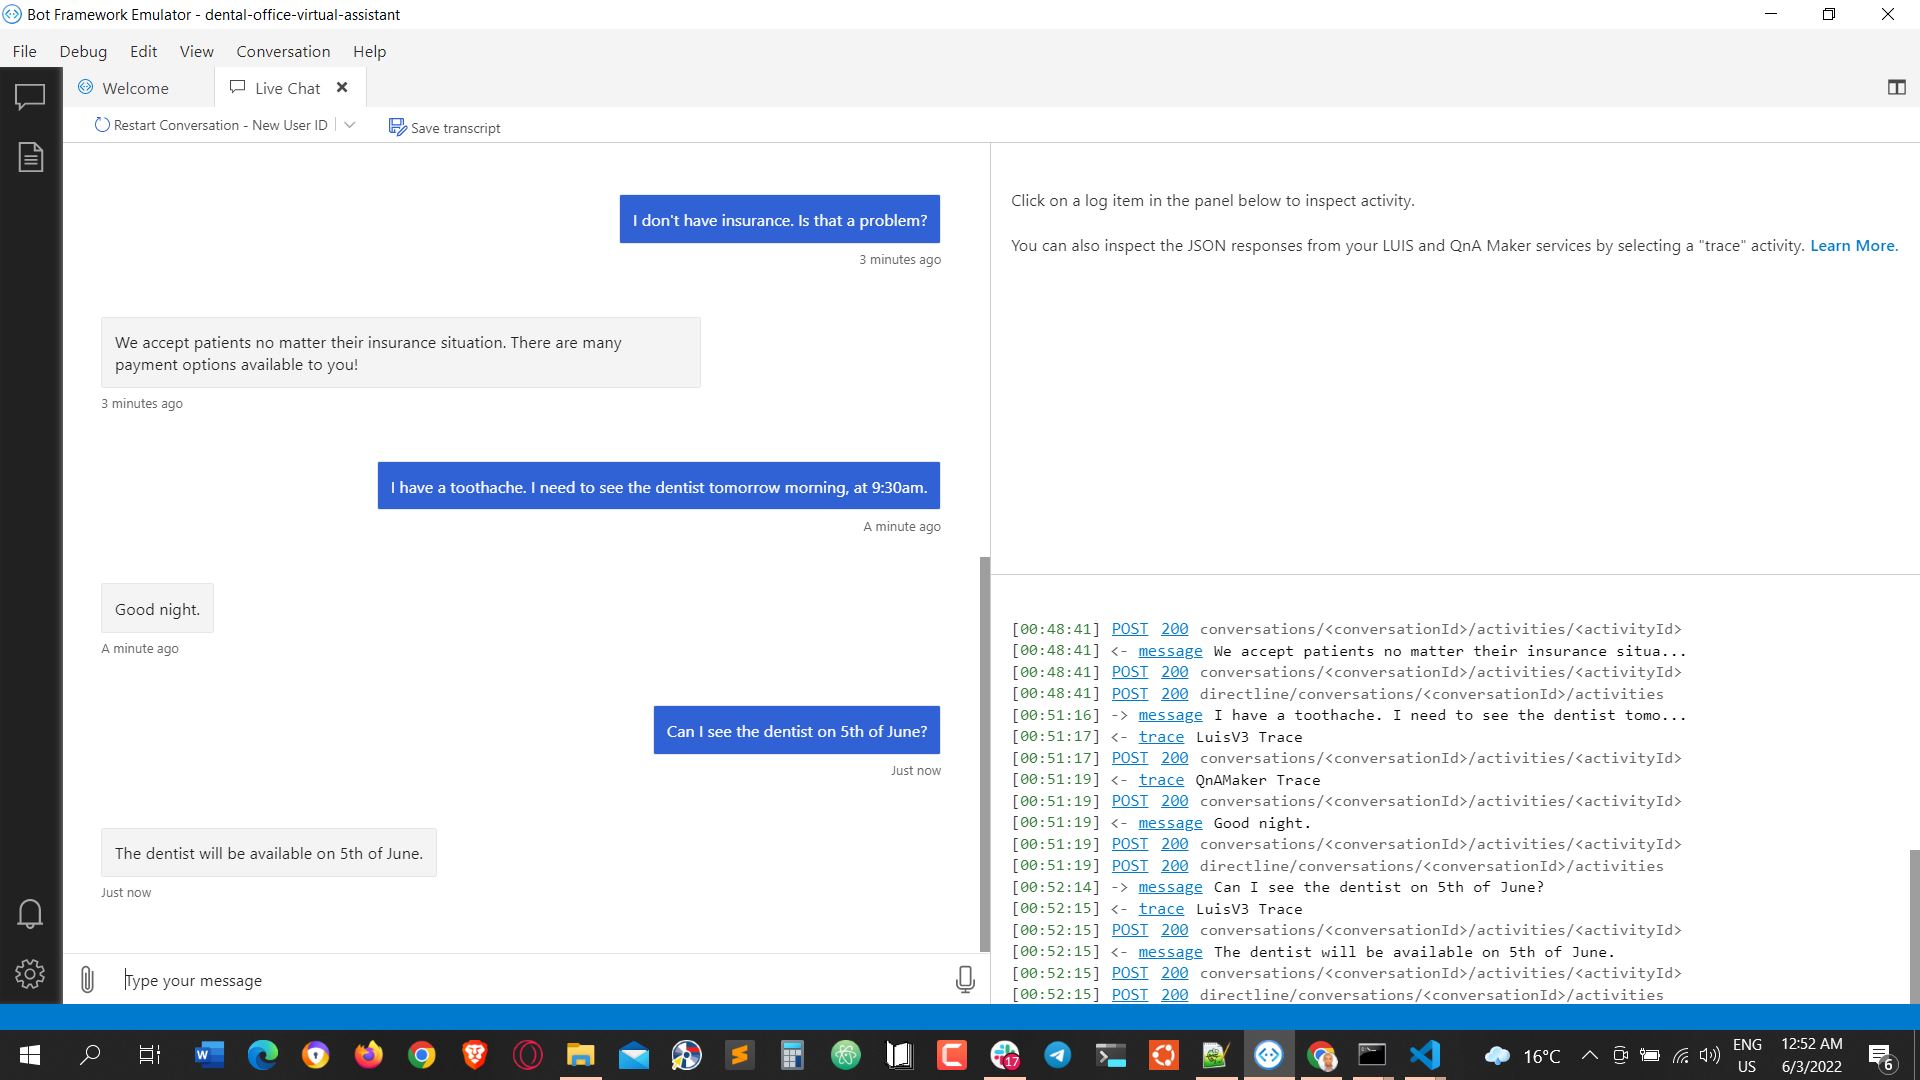 Bot Framework Emulator - dental-office-virtual-assistant
File Debug Edit View Conversation Help
Welcome
Live Chat
Restart Conversation - New User ID
Save transcript
I don't have insurance. Is that a problem?
3 minutes ago
We accept patients no matter their insurance situation. There are many
payment options available to you!
3 minutes ago
I have a toothache. I need to see the dentist tomorrow morning, at 9:30am.
A minute ago
Good night.
A minute ago
Can I see the dentist on 5th of June?
Just now
The dentist will be available on 5th of June.
Just now
Type your message
Click on a log item in the panel below to inspect activity.
You can also inspect the JSON responses from your LUIS and QnA Maker services by selecting a "trace" activity. Learn More.
[00:48:41] POST 200 conversations/<conversationId>/activities/<activityId>
[00:48:41] <- message We accept patients no matter their insurance situa...
[00:48:41] POST 200 conversations/<conversationId>/activities/<activityId>
[00:48:41] POST 200 directline/conversations/<conversationId>/activities
[00:51:16] -> message I have a toothache. I need to see the dentist tomo...
[00:51:17] <- trace LuisV3 Trace
[00:51:17] POST 200 conversations/<conversationId>/activities/<activityId>
[00:51:19] <- trace QnAMaker Trace
[00:51:19] POST 200 conversations/<conversationId>/activities/<activityId>
[00:51:19] <- message Good night.
[00:51:19] POST 200 conversations/<conversationId>/activities/<activityId>
[00:51:19] POST 200 directline/conversations/<conversationId>/activities
[00:52:14] -> message Can I see the dentist on 5th of June?
[00:52:15] <- trace LuisV3 Trace
[00:52:15] POST 200 conversations/<conversationId>/activities/<activityId>
[00:52:15] <- message The dentist will be available on 5th of June.
[00:52:15] POST 200 conversations/<conversationId>/activities/<activityId>
[00:52:15] POST 200 directline/conversations/<conversationId>/activities
17
16°C
ENG
US
12:52 AM
6/3/2022
6